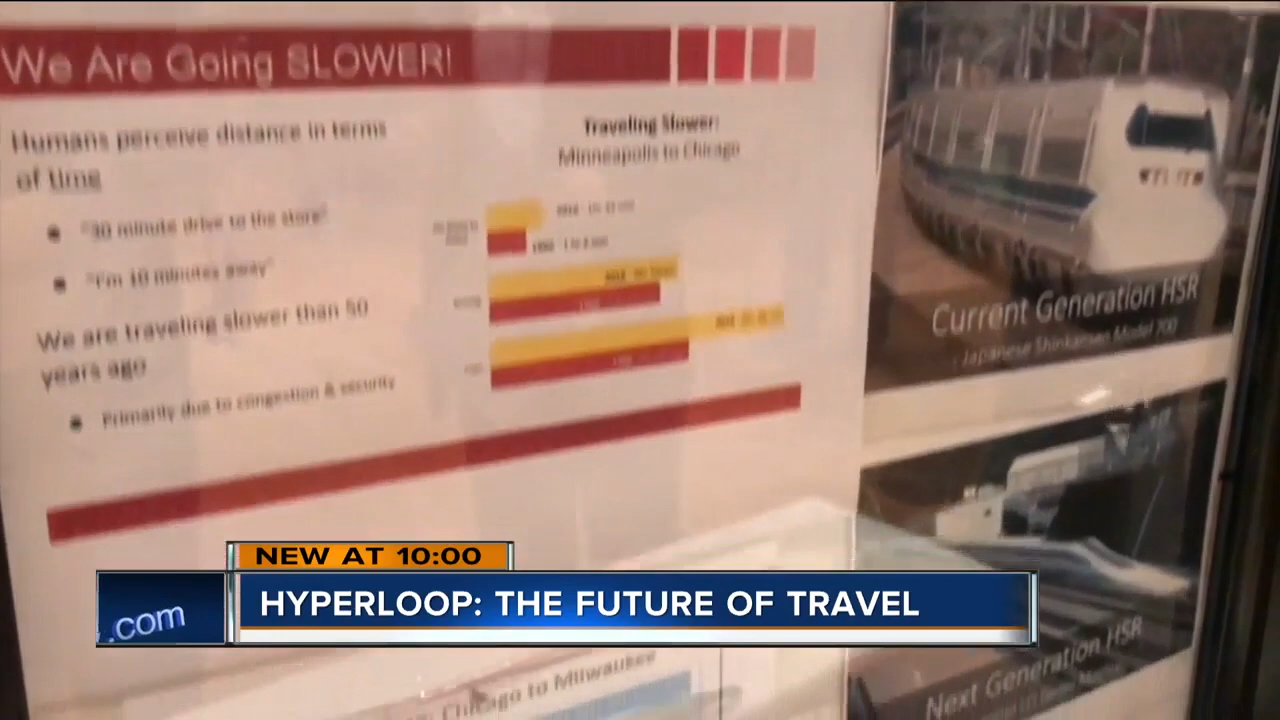 We Are Going SLOWER!
Humans perceive distance in terms
of time
"30 minute drive to the store"
"I'm 10 minutes away"
We are traveling slower than 50
years ago
Primarily due to congestion & security
Traveling Slower:
Minneapolis to Chicago
Current Generation HSR
Japanese Shinkansen Model 700
Next Generation HSR
Chicago to Milwaukee
NEW AT 10:00
.com
HYPERLOOP: THE FUTURE OF TRAVEL